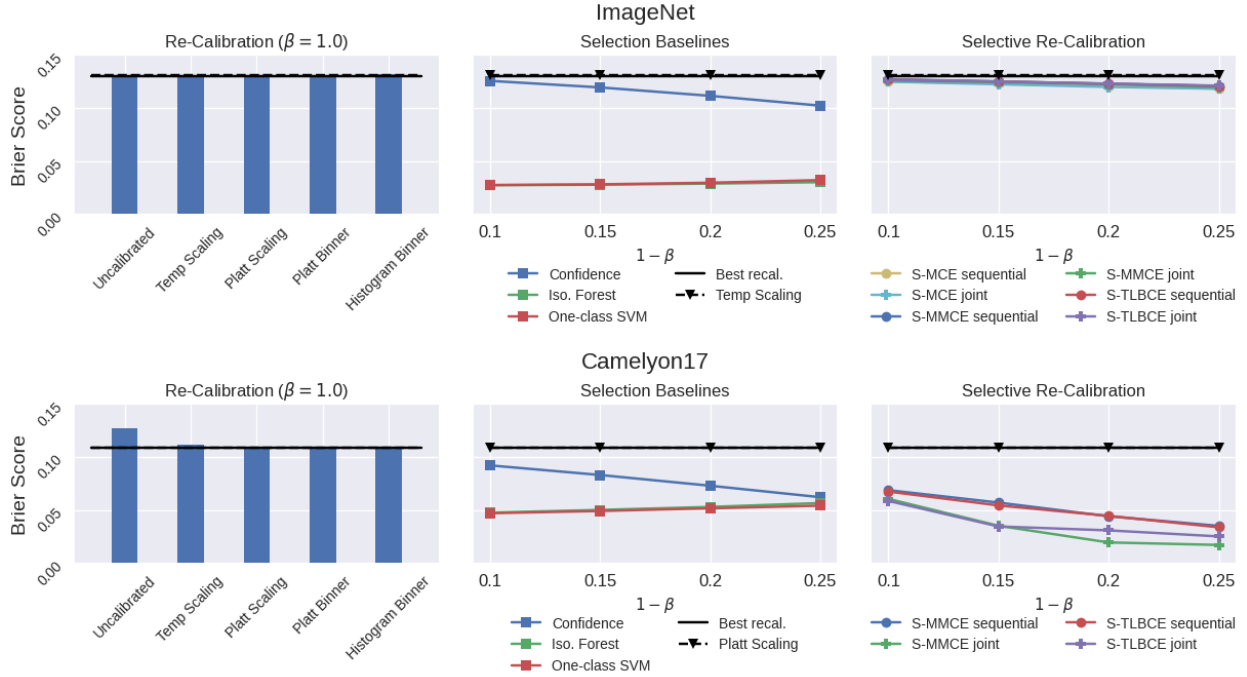 ImageNet
Re-Calibration (β = 1.0)
Selection Baselines
Selective Re-Calibration
Brier Score
0.15
0.10
0.05
0.00
Uncalibrated
Temp Scaling
Platt Scaling
Platt Binner
Histogram Binner
0.1 0.15 0.2 0.25
1 − β
0.1 0.15 0.2 0.25
1 − β
Confidence
Iso. Forest
One-class SVM
Best recal.
Temp Scaling
S-MCE sequential
S-MCE joint
S-MMCE sequential
S-MMCE joint
S-TLBCE sequential
S-TLBCE joint
Camelyon17
Re-Calibration (β = 1.0)
Selection Baselines
Selective Re-Calibration
Brier Score
0.15
0.10
0.05
0.00
Uncalibrated
Temp Scaling
Platt Scaling
Platt Binner
Histogram Binner
0.1 0.15 0.2 0.25
1 − β
0.1 0.15 0.2 0.25
1 − β
Confidence
Iso. Forest
One-class SVM
Best recal.
Platt Scaling
S-MMCE sequential
S-MMCE joint
S-TLBCE sequential
S-TLBCE joint